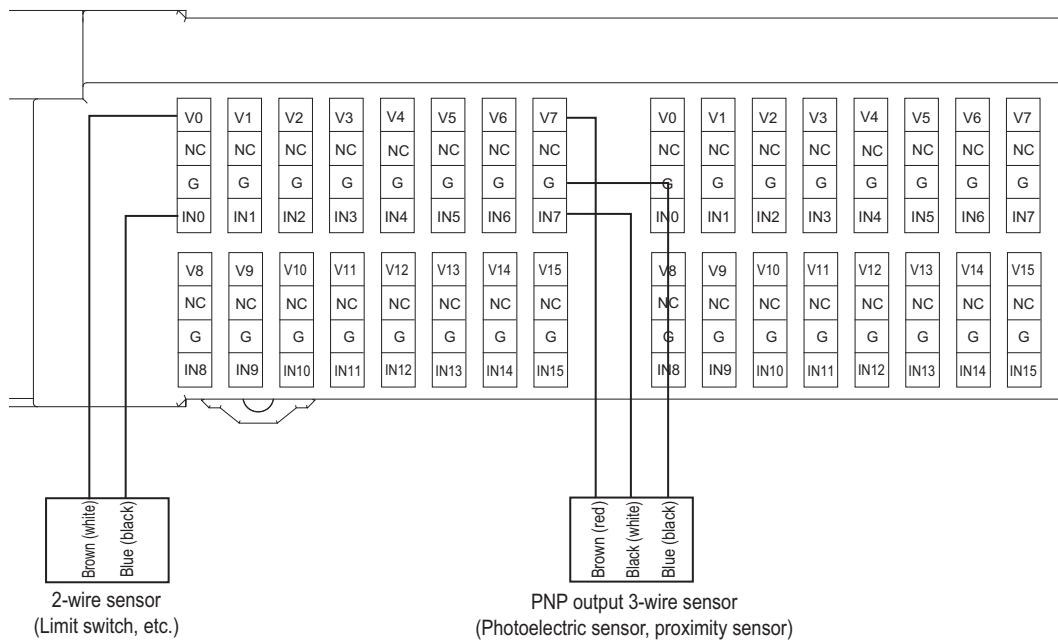 V0 V1 V2 V3 V4 V5 V6 V7 V0 V1 V2 V3 V4 V5 V6 V7
NC NC NC NC NC NC NC NC NC NC NC NC NC NC NC NC
G G G G G G G G G G G G G G G G
IN0 IN1 IN2 IN3 IN4 IN5 IN6 IN7 IN0 IN1 IN2 IN3 IN4 IN5 IN6 IN7
V8 V9 V10 V11 V12 V13 V14 V15 V8 V9 V10 V11 V12 V13 V14 V15
NC NC NC NC NC NC NC NC NC NC NC NC NC NC NC NC
G G G G G G G G G G G G G G G G
IN8 IN9 IN10 IN11 IN12 IN13 IN14 IN15 IN8 IN9 IN10 IN11 IN12 IN13 IN14 IN15
Brown (white)
Blue (black)
2-wire sensor
(Limit switch, etc.)
Brown (red)
Black (white)
Blue (black)
PNP output 3-wire sensor
(Photoelectric sensor, proximity sensor)